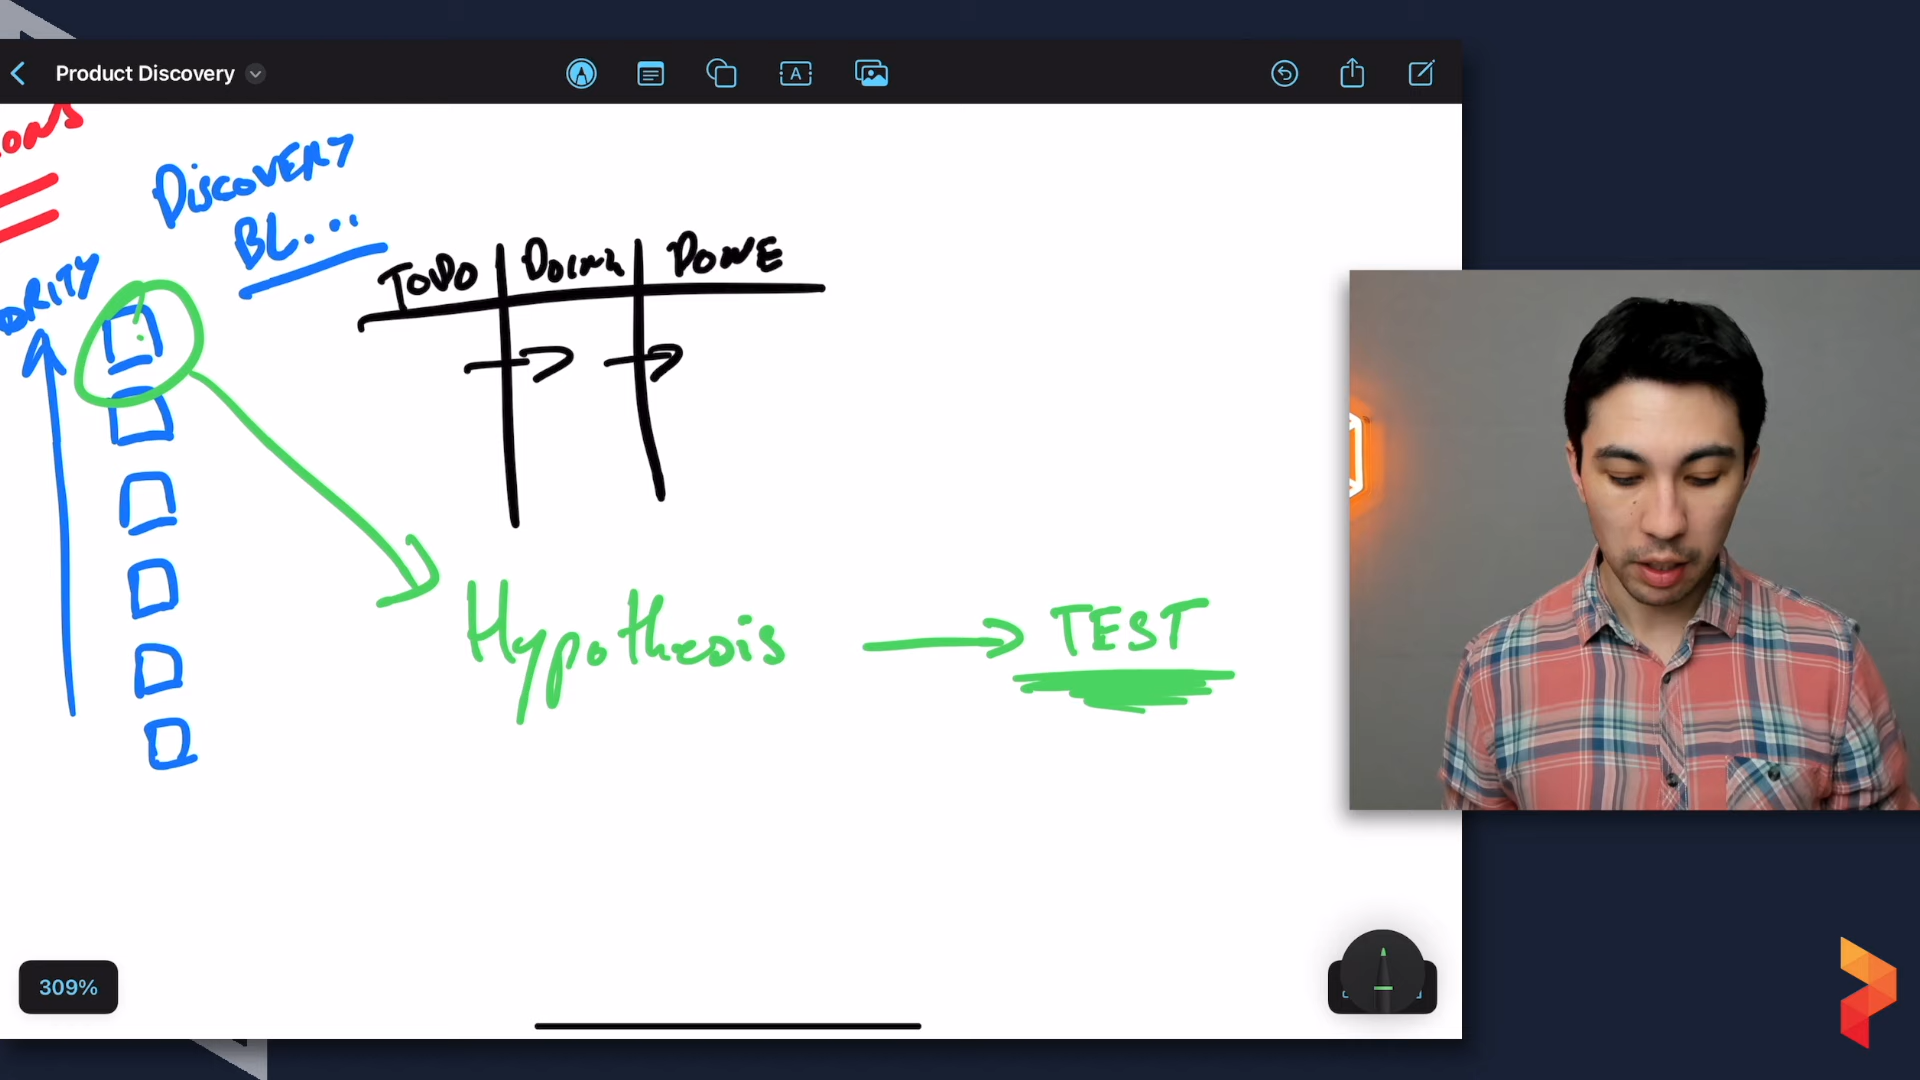 Product Discovery
DISCOVERY
BL...
TODO DOING DONE
Hypothesis
TEST
309%